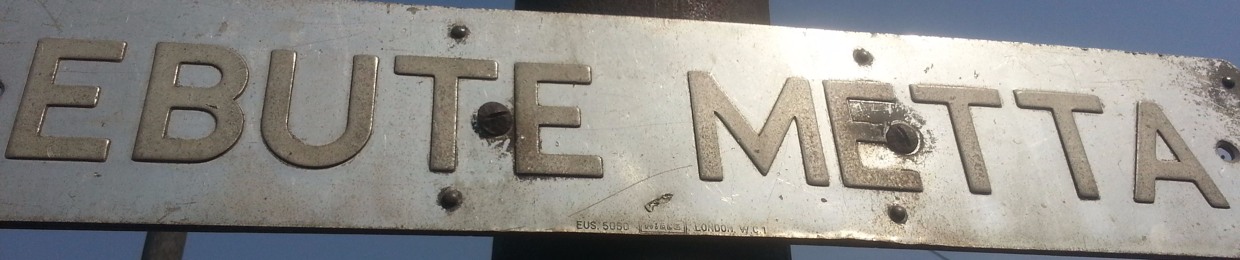 EBUTE METTA
EUS. 5050 LONDON, W.C.1